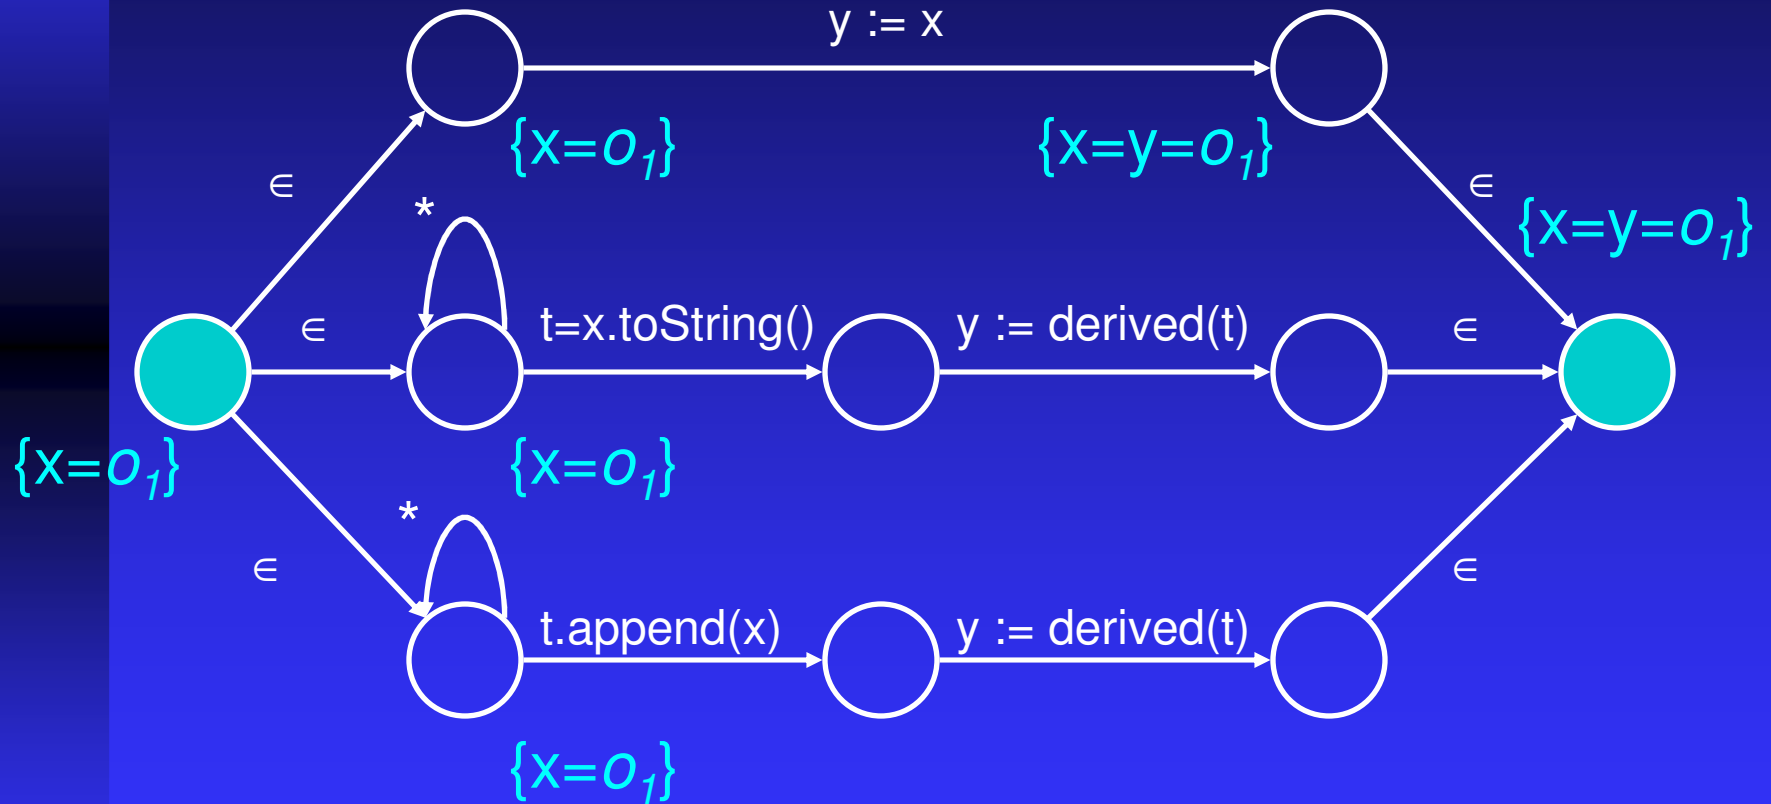 y := x
{x=o₁}
{x=y=o₁}
∈
∈
{x=y=o₁}
*
∈
t=x.toString()
y := derived(t)
∈
{x=o₁}
{x=o₁}
*
∈
t.append(x)
y := derived(t)
∈
{x=o₁}